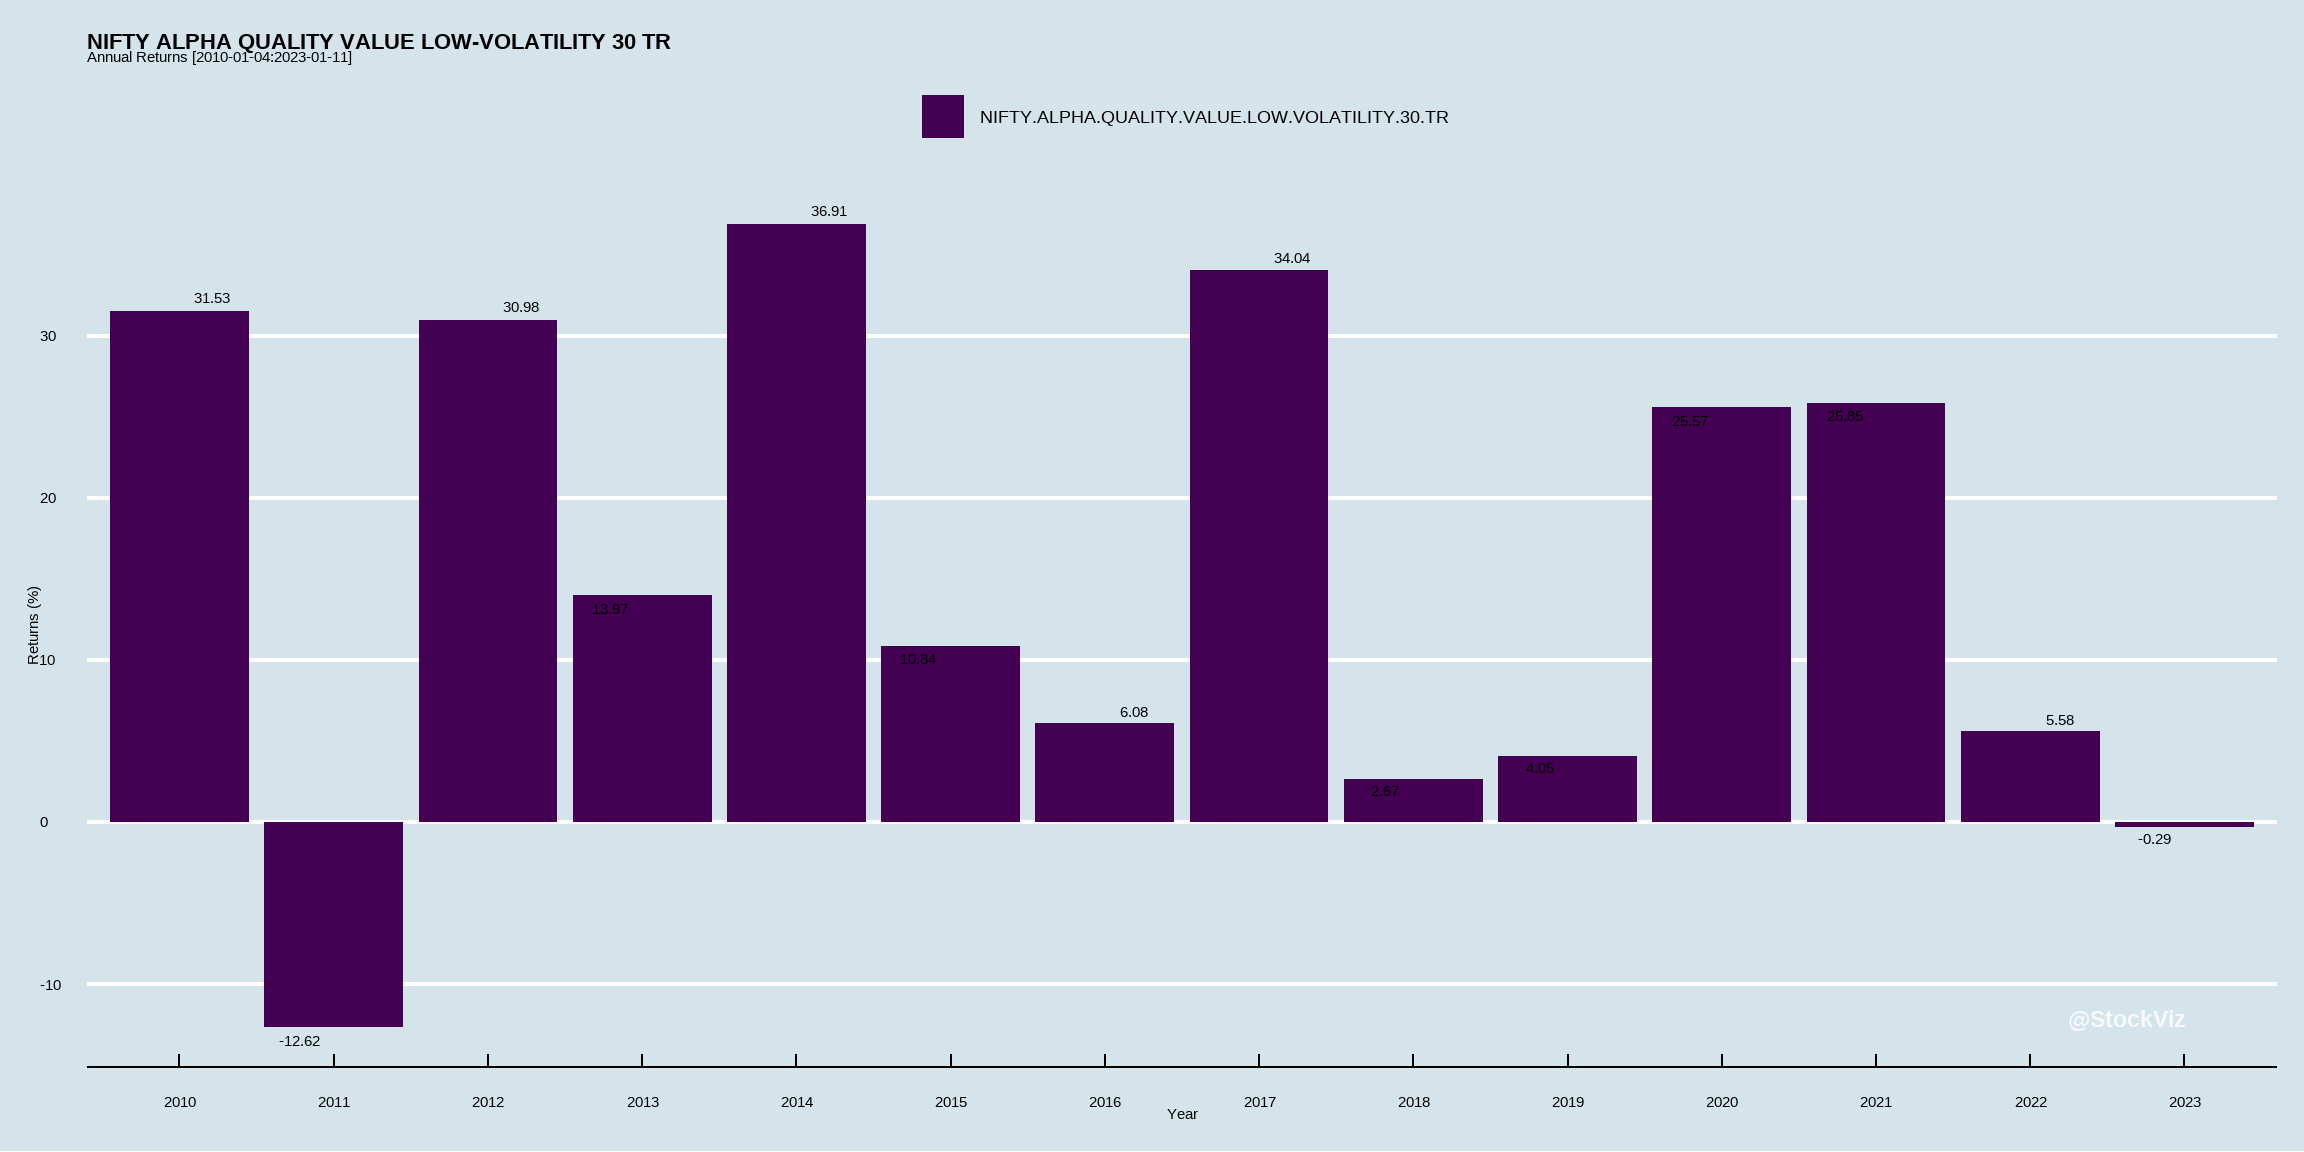 NIFTY ALPHA QUALITY VALUE LOW-VOLATILITY 30 TR
Annual Returns [2010-01-04:2023-01-11]
NIFTY.ALPHA.QUALITY.VALUE.LOW.VOLATILITY.30.TR
36.91
34.04
31.53
30.98
30
25.57
25.85
20
13.97
Returns (%)
10
10.84
6.08
5.58
4.05
2.67
0
-0.29
-10
@StockViz
-12.62
2010 2011 2012 2013 2014 2015 2016 2017 2018 2019 2020 2021 2022 2023
Year